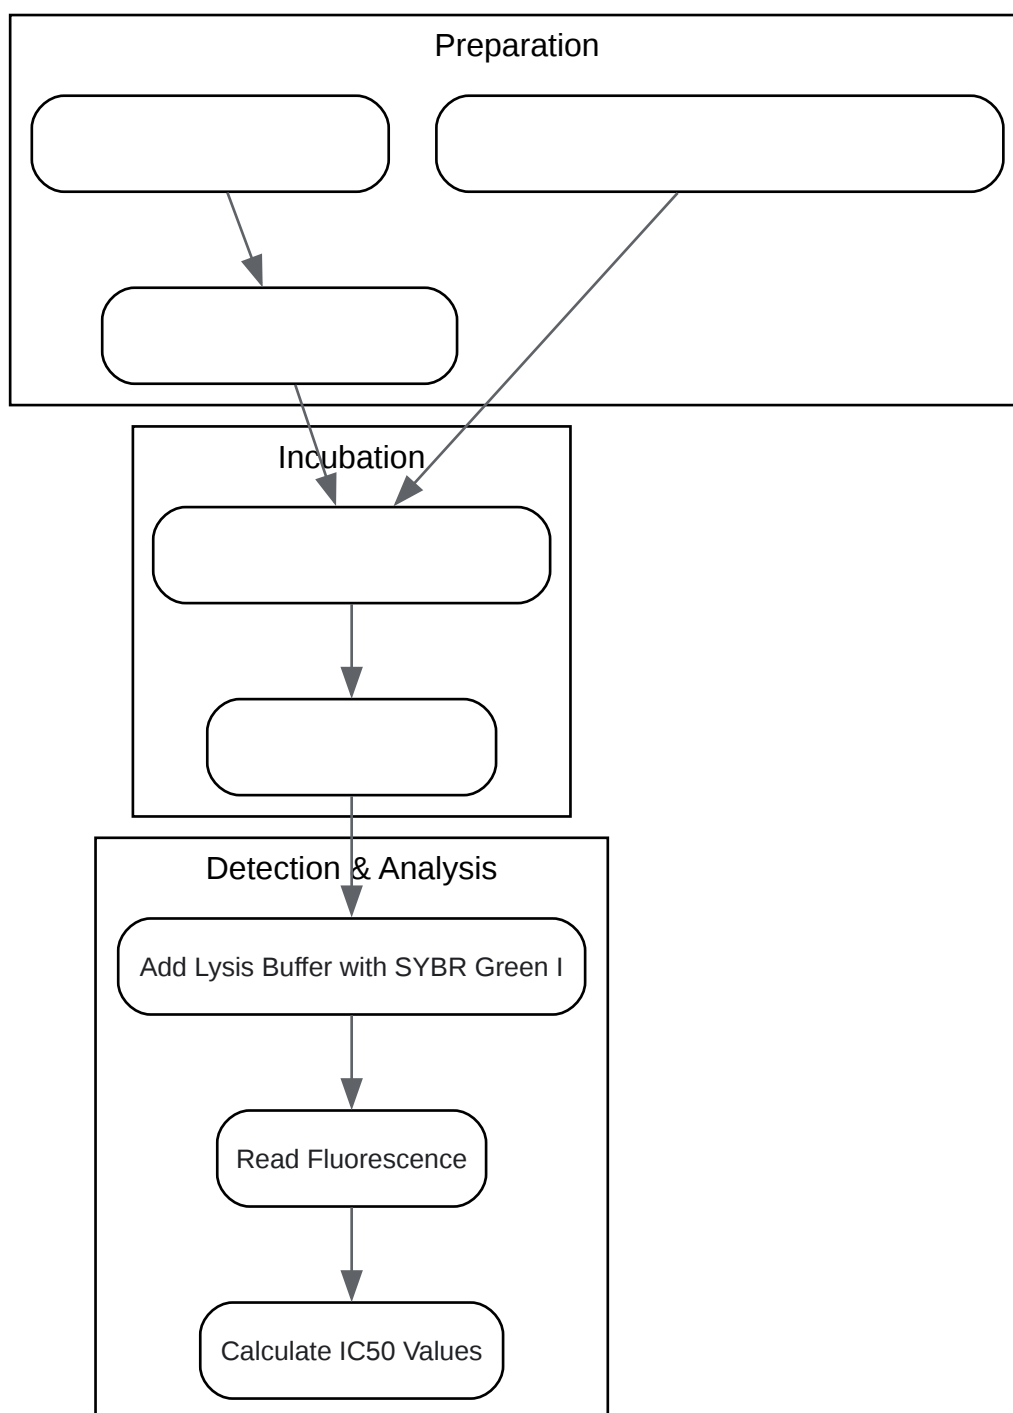 Preparation
Incubation
Detection & Analysis
Add Lysis Buffer with SYBR Green I
Read Fluorescence
Calculate IC50 Values